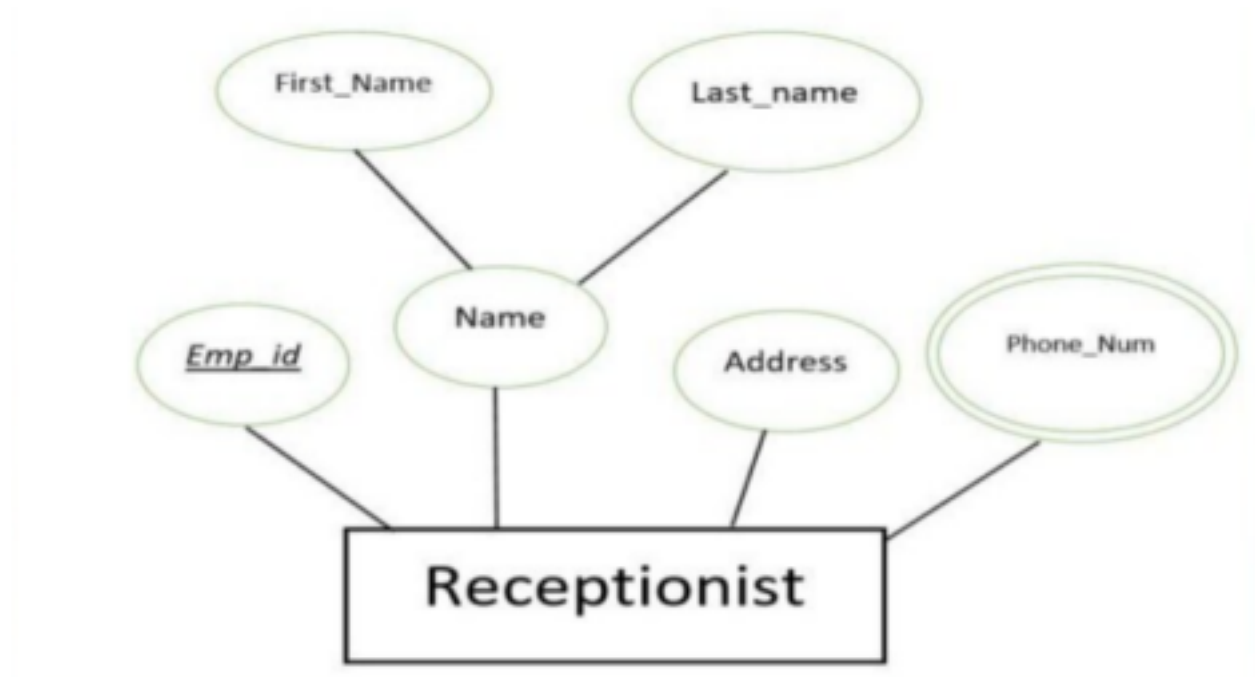 First_Name
Last_name
Name
Emp_id
Address
Phone_Num
Receptionist